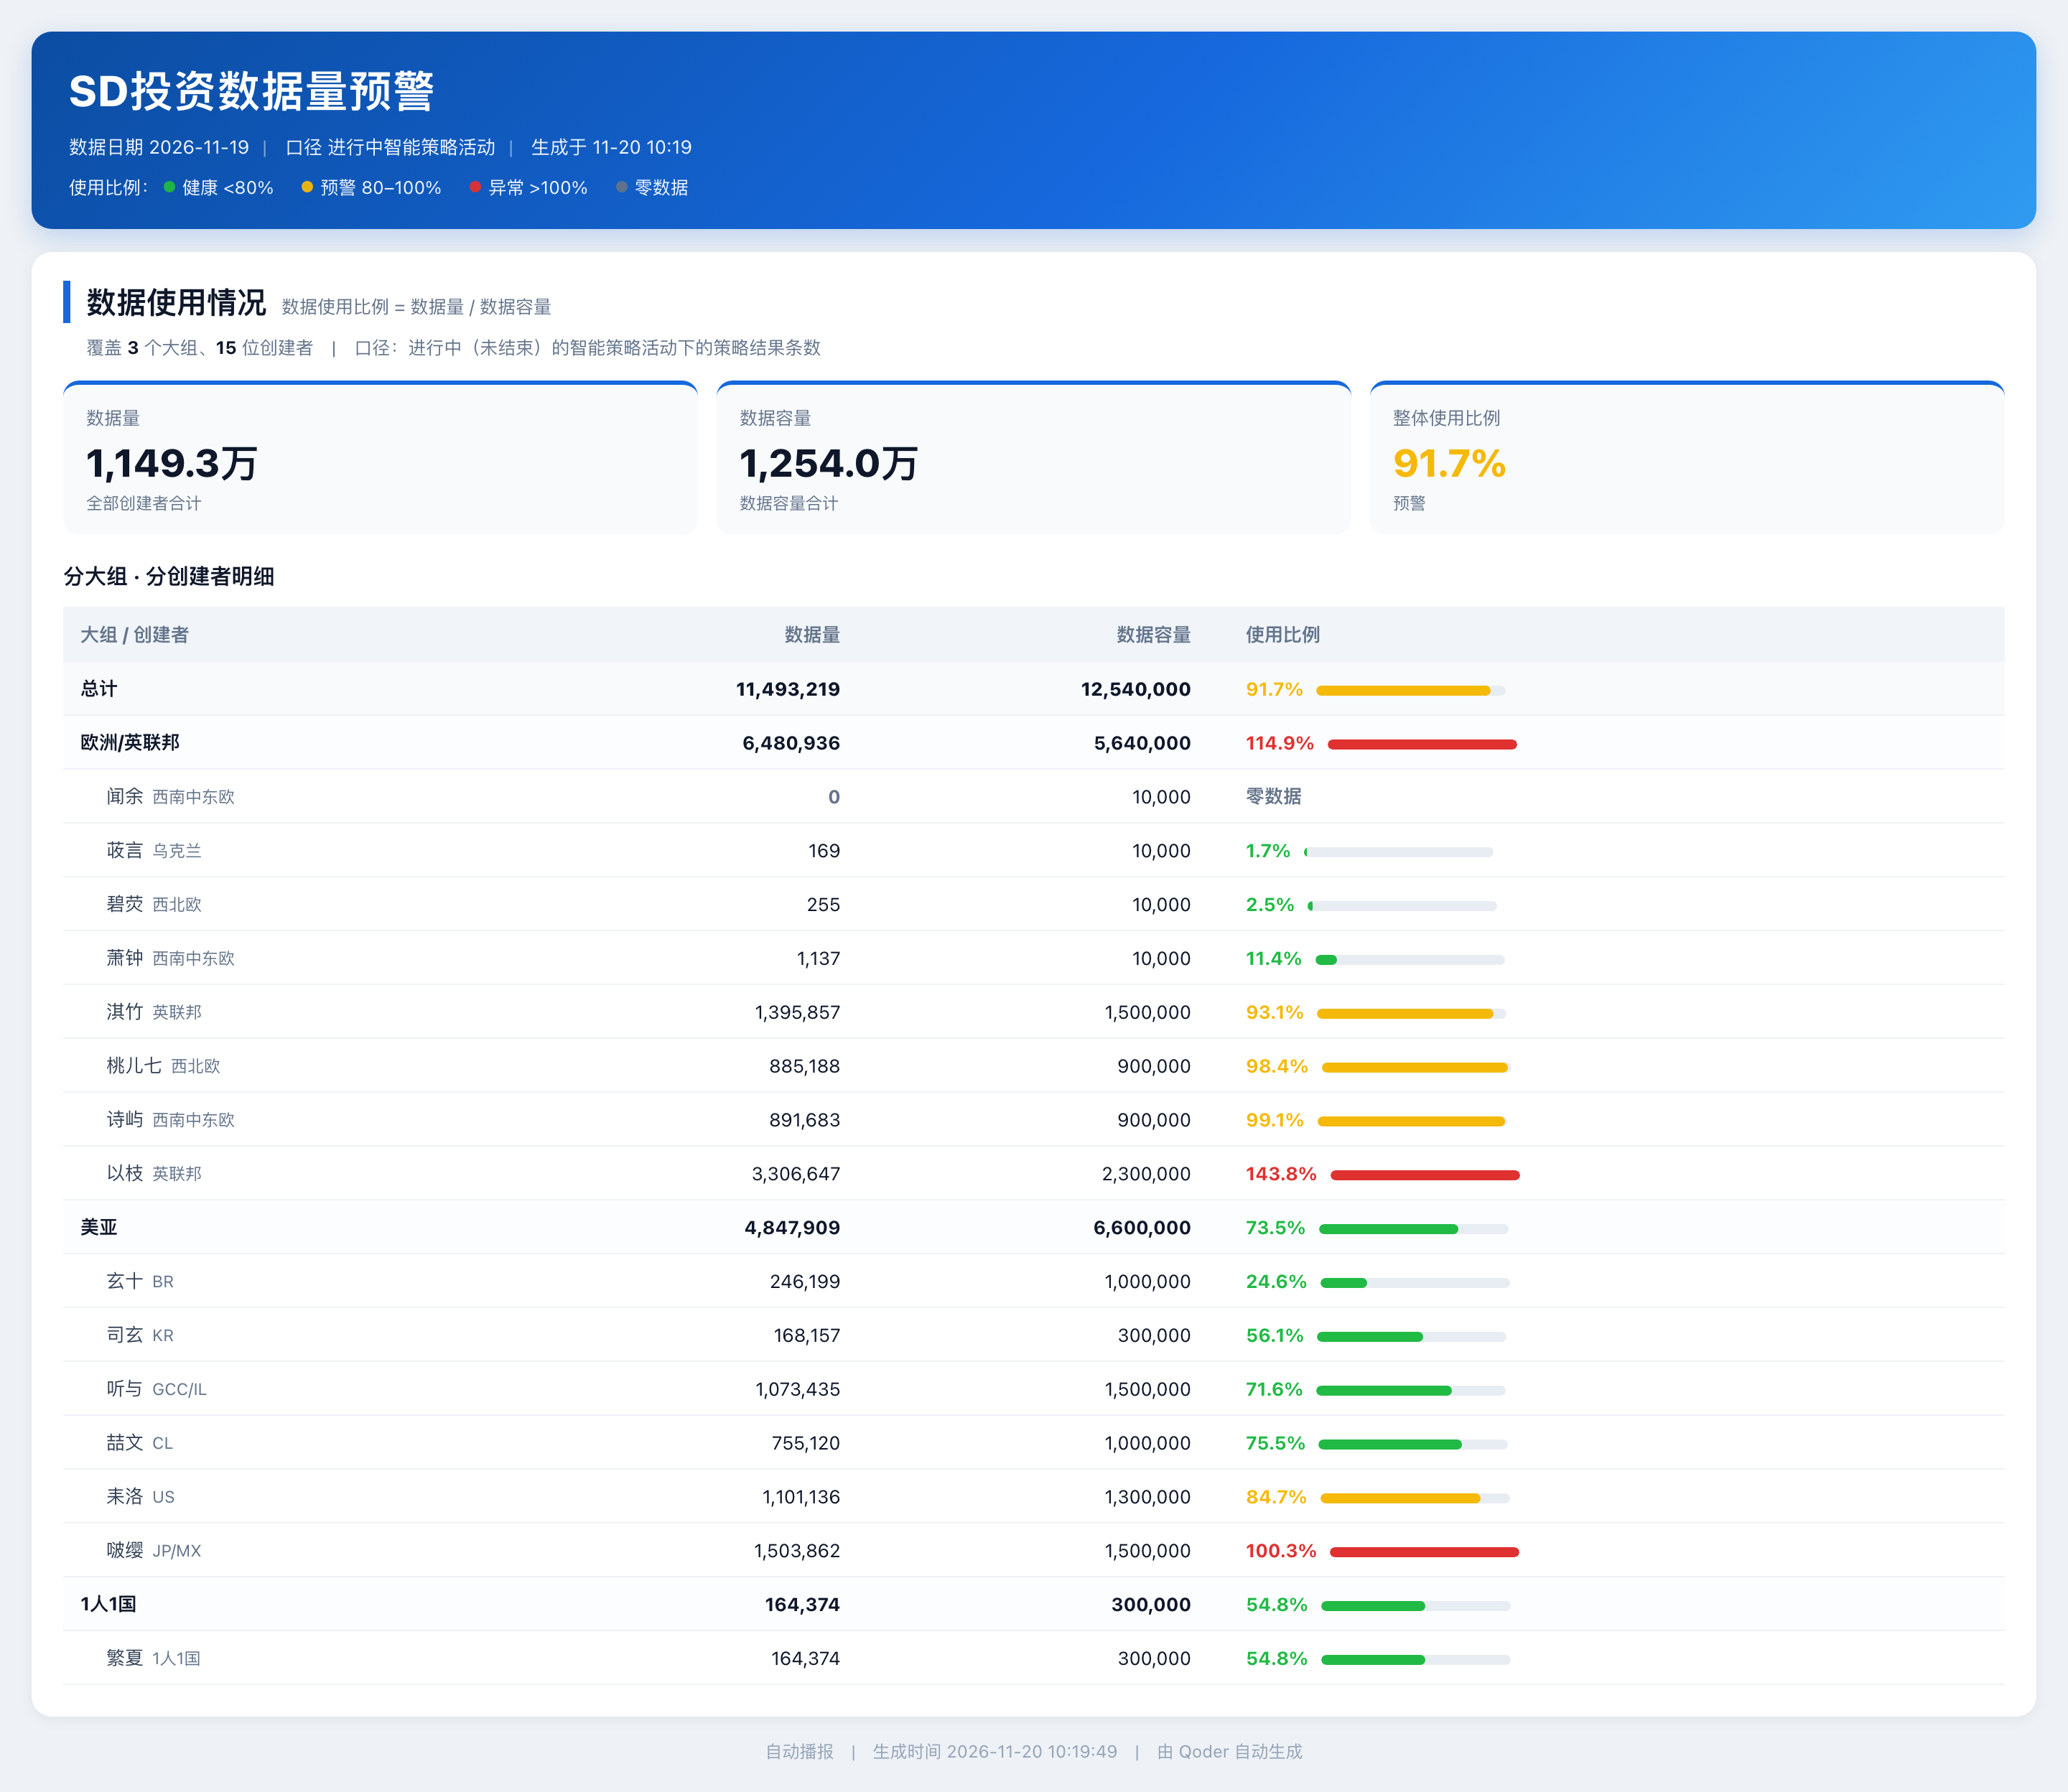 SD投资数据量预警
数据日期 2026-11-19 | 口径 进行中智能策略活动 | 生成于 11-20 10:19
使用比例： 健康 <80% 预警 80–100% 异常 >100% 零数据
数据使用情况 数据使用比例 = 数据量 / 数据容量
覆盖 3 个大组、15 位创建者 | 口径：进行中（未结束）的智能策略活动下的策略结果条数
数据量
1,149.3万
全部创建者合计
数据容量
1,254.0万
数据容量合计
整体使用比例
91.7%
预警
分大组 · 分创建者明细
大组 / 创建者 数据量 数据容量 使用比例
总计 11,493,219 12,540,000 91.7%
欧洲/英联邦 6,480,936 5,640,000 114.9%
闻余 西南中东欧 0 10,000 零数据
菽言 乌克兰 169 10,000 1.7%
碧荧 西北欧 255 10,000 2.5%
萧钟 西南中东欧 1,137 10,000 11.4%
淇竹 英联邦 1,395,857 1,500,000 93.1%
桃儿七 西北欧 885,188 900,000 98.4%
诗屿 西南中东欧 891,683 900,000 99.1%
以枝 英联邦 3,306,647 2,300,000 143.8%
美亚 4,847,909 6,600,000 73.5%
玄十 BR 246,199 1,000,000 24.6%
司玄 KR 168,157 300,000 56.1%
听与 GCC/IL 1,073,435 1,500,000 71.6%
喆文 CL 755,120 1,000,000 75.5%
耒洛 US 1,101,136 1,300,000 84.7%
啵缨 JP/MX 1,503,862 1,500,000 100.3%
1人1国 164,374 300,000 54.8%
繁夏 1人1国 164,374 300,000 54.8%
自动播报 | 生成时间 2026-11-20 10:19:49 | 由 Qoder 自动生成